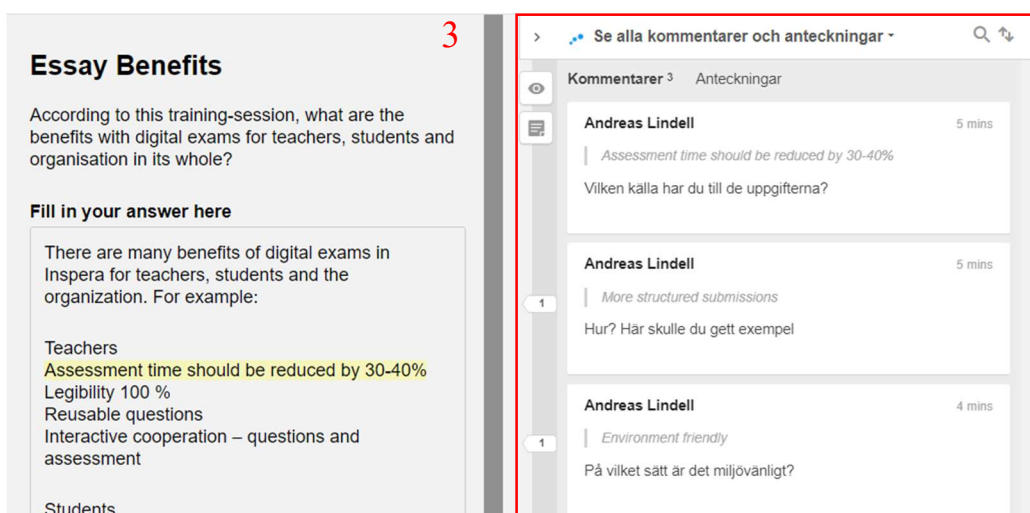 3
Essay Benefits
According to this training-session, what are the
benefits with digital exams for teachers, students and
organisation in its whole?
Fill in your answer here
There are many benefits of digital exams in
Inspera for teachers, students and the
organization. For example:
Teachers
Assessment time should be reduced by 30-40%
Legibility 100 %
Reusable questions
Interactive cooperation – questions and
assessment
Students
Se alla kommentarer och anteckningar
Kommentarer 3 Anteckningar
Andreas Lindell 5 mins
Assessment time should be reduced by 30-40%
Vilken källa har du till de uppgifterna?
Andreas Lindell 5 mins
1
More structured submissions
Hur? Här skulle du gett exempel
Andreas Lindell 4 mins
1
Environment friendly
På vilket sätt är det miljövänligt?